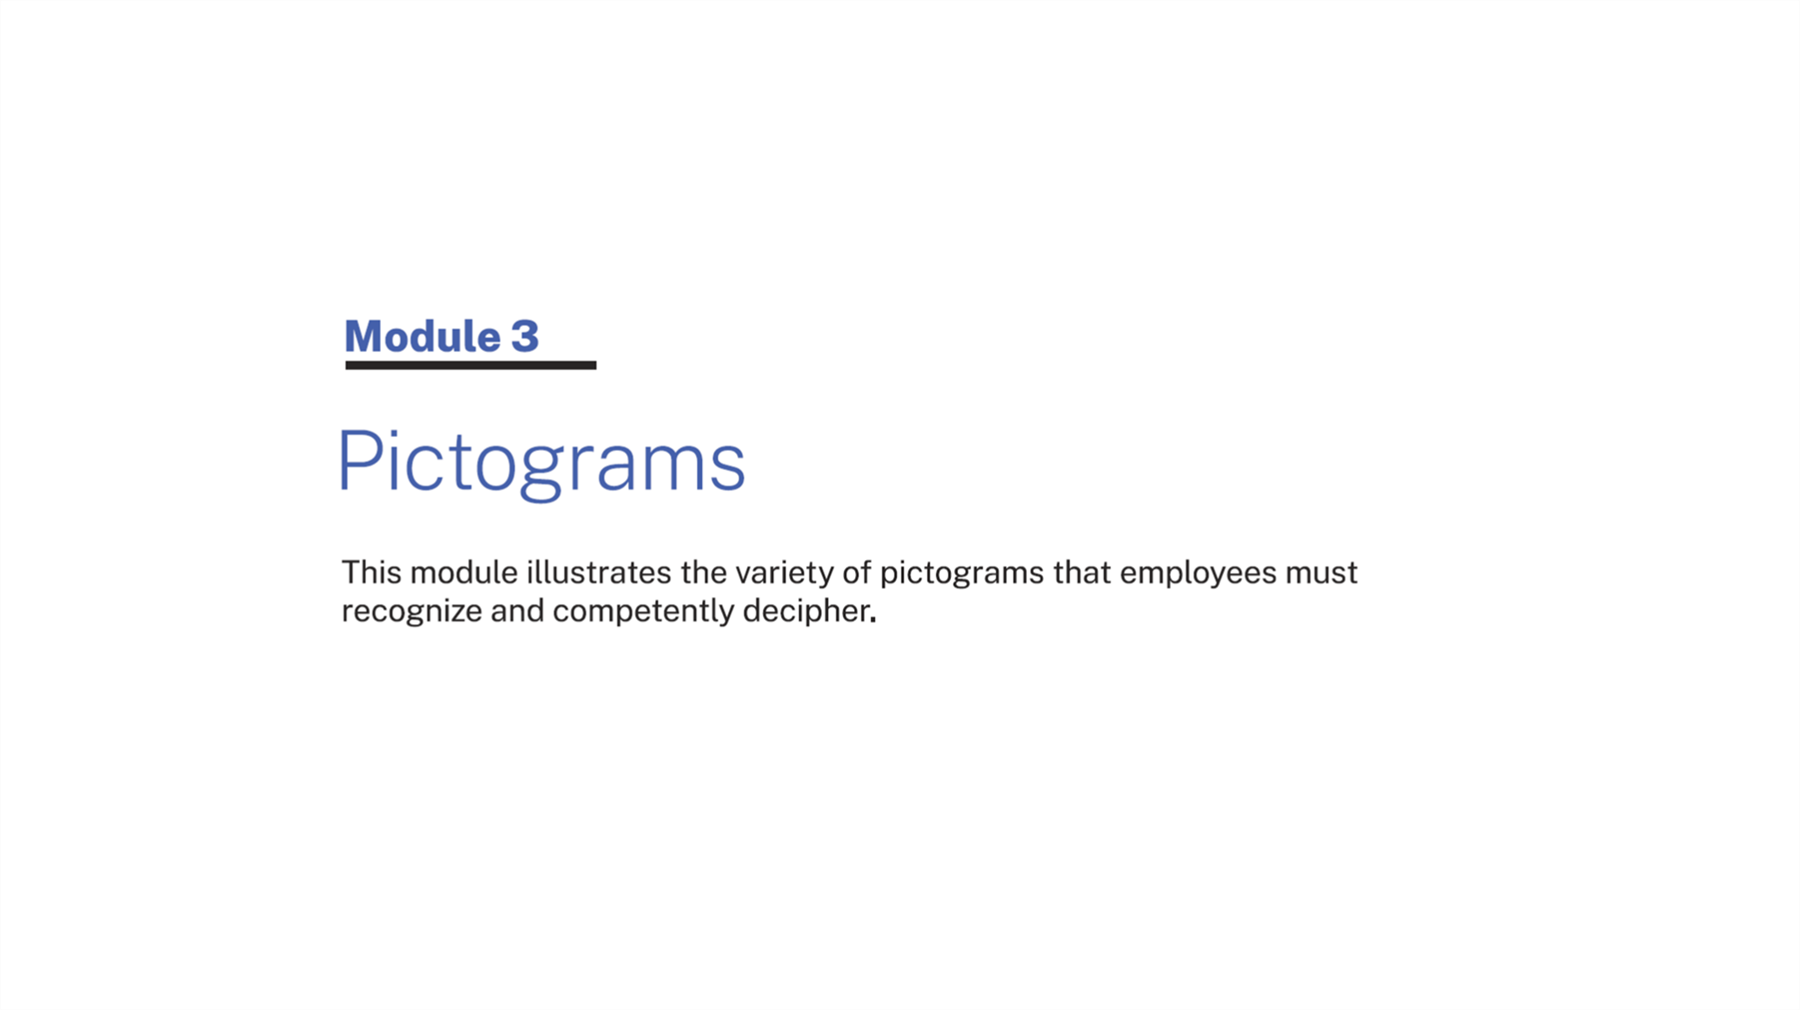 Module 3
Pictograms
This module illustrates the variety of pictograms that employees must
recognize and competently decipher.